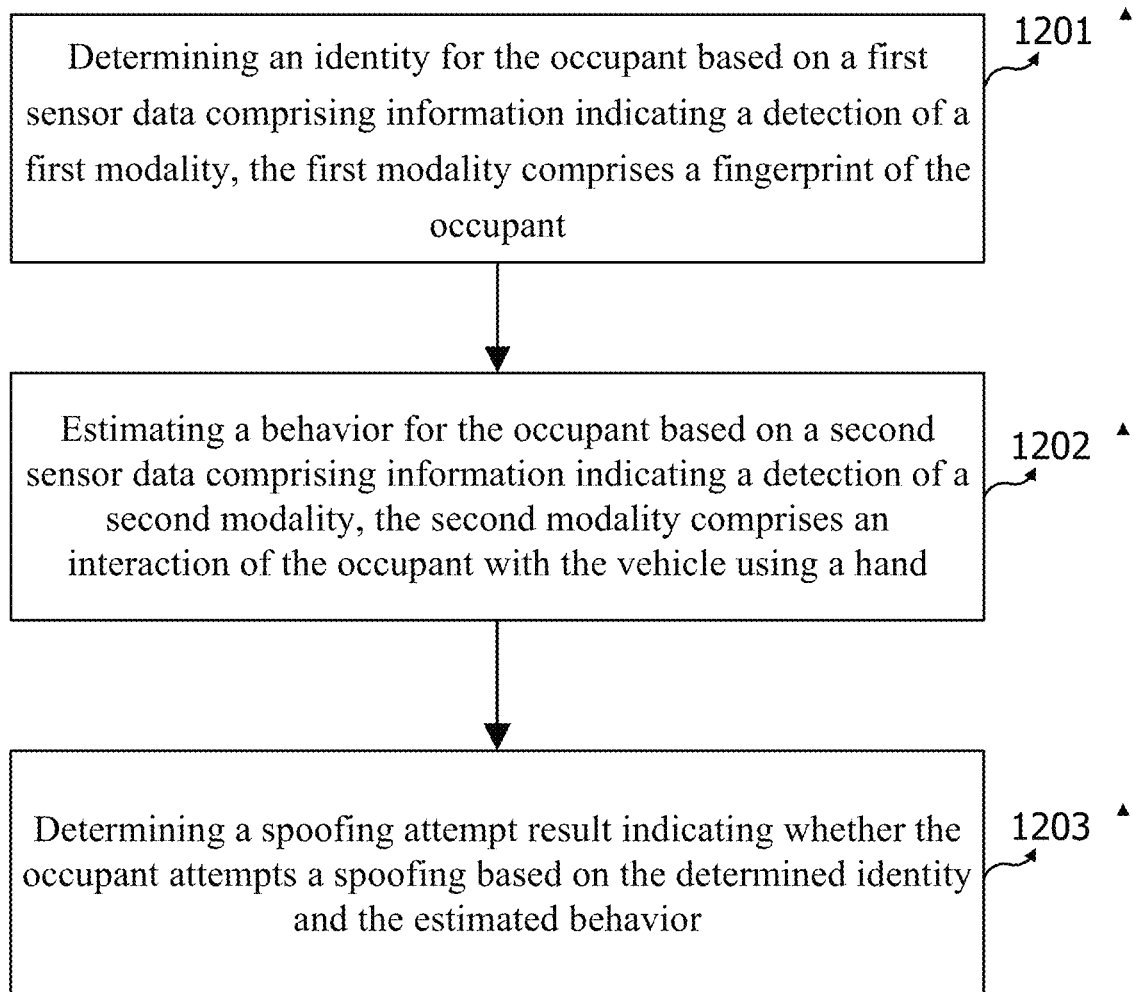 Determining an identity for the occupant based on a first
sensor data comprising information indicating a detection of a
first modality, the first modality comprises a fingerprint of the
occupant
1201
Estimating a behavior for the occupant based on a second
sensor data comprising information indicating a detection of a
second modality, the second modality comprises an
interaction of the occupant with the vehicle using a hand
1202
Determining a spoofing attempt result indicating whether the
occupant attempts a spoofing based on the determined identity
and the estimated behavior
1203